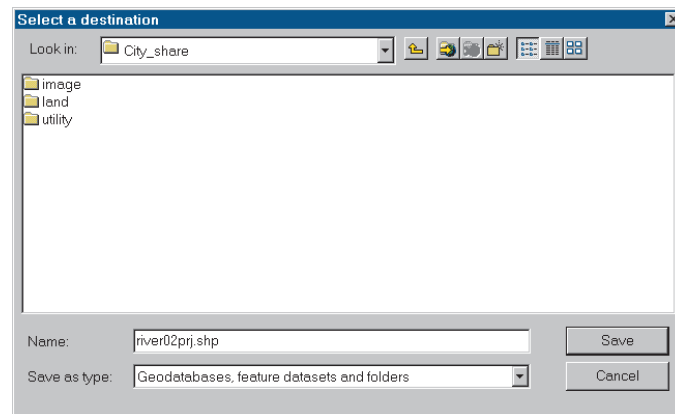 Select a destination
Look in: City_share
image
land
utility
Name: river02prj.shp Save
Save as type: Geodatabases, feature datasets and folders Cancel